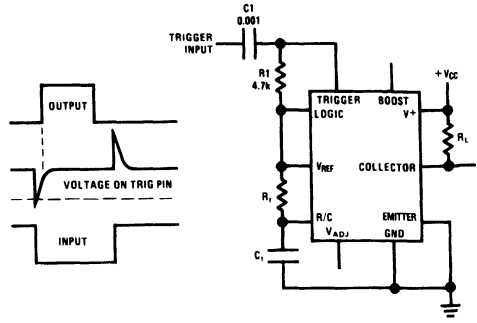 C1
0.001
TRIGGER
INPUT
R1
4.7k
+ VCC
OUTPUT
TRIGGER
LOGIC
BOOST
V+
RL
VOLTAGE ON TRIG PIN
VREF
COLLECTOR
Rt
R/C
EMITTER
VADJ
GND
INPUT
Ct